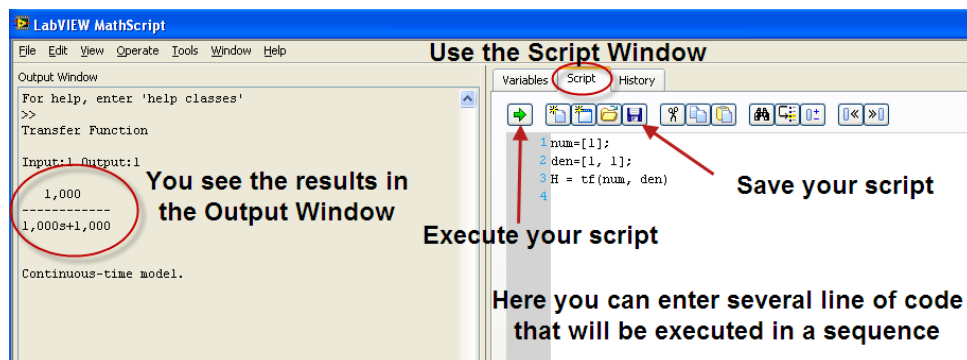 LabVIEW MathScript
File Edit View Operate Tools Window Help
Use the Script Window
Output Window
For help, enter 'help classes'
>>
Transfer Function
Input:1 Output:1
1,000
------------
1,000s+1,000
Continuous-time model.
You see the results in
the Output Window
Variables Script History
1 num=[1];
2 den=[1, 1];
3 H = tf(num, den)
4
Save your script
Execute your script
Here you can enter several line of code
that will be executed in a sequence